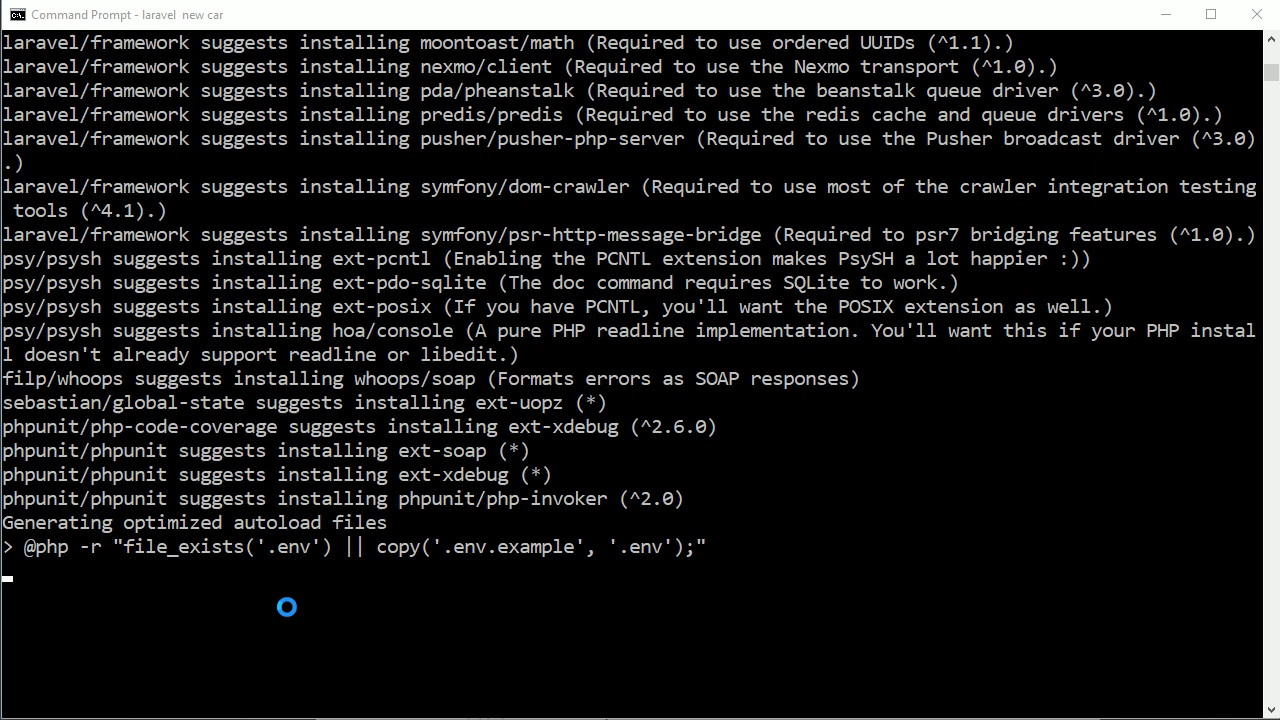 Command Prompt - laravel  new car
laravel/framework suggests installing moontoast/math (Required to use ordered UUIDs (^1.1).)
laravel/framework suggests installing nexmo/client (Required to use the Nexmo transport (^1.0).)
laravel/framework suggests installing pda/pheanstalk (Required to use the beanstalk queue driver (^3.0).)
laravel/framework suggests installing predis/predis (Required to use the redis cache and queue drivers (^1.0).)
laravel/framework suggests installing pusher/pusher-php-server (Required to use the Pusher broadcast driver (^3.0)
.)
laravel/framework suggests installing symfony/dom-crawler (Required to use most of the crawler integration testing
 tools (^4.1).)
laravel/framework suggests installing symfony/psr-http-message-bridge (Required to psr7 bridging features (^1.0).)
psy/psysh suggests installing ext-pcntl (Enabling the PCNTL extension makes PsySH a lot happier :))
psy/psysh suggests installing ext-pdo-sqlite (The doc command requires SQLite to work.)
psy/psysh suggests installing ext-posix (If you have PCNTL, you'll want the POSIX extension as well.)
psy/psysh suggests installing hoa/console (A pure PHP readline implementation. You'll want this if your PHP instal
l doesn't already support readline or libedit.)
filp/whoops suggests installing whoops/soap (Formats errors as SOAP responses)
sebastian/global-state suggests installing ext-uopz (*)
phpunit/php-code-coverage suggests installing ext-xdebug (^2.6.0)
phpunit/phpunit suggests installing ext-soap (*)
phpunit/phpunit suggests installing ext-xdebug (*)
phpunit/phpunit suggests installing phpunit/php-invoker (^2.0)
Generating optimized autoload files
> @php -r "file_exists('.env') || copy('.env.example', '.env');"